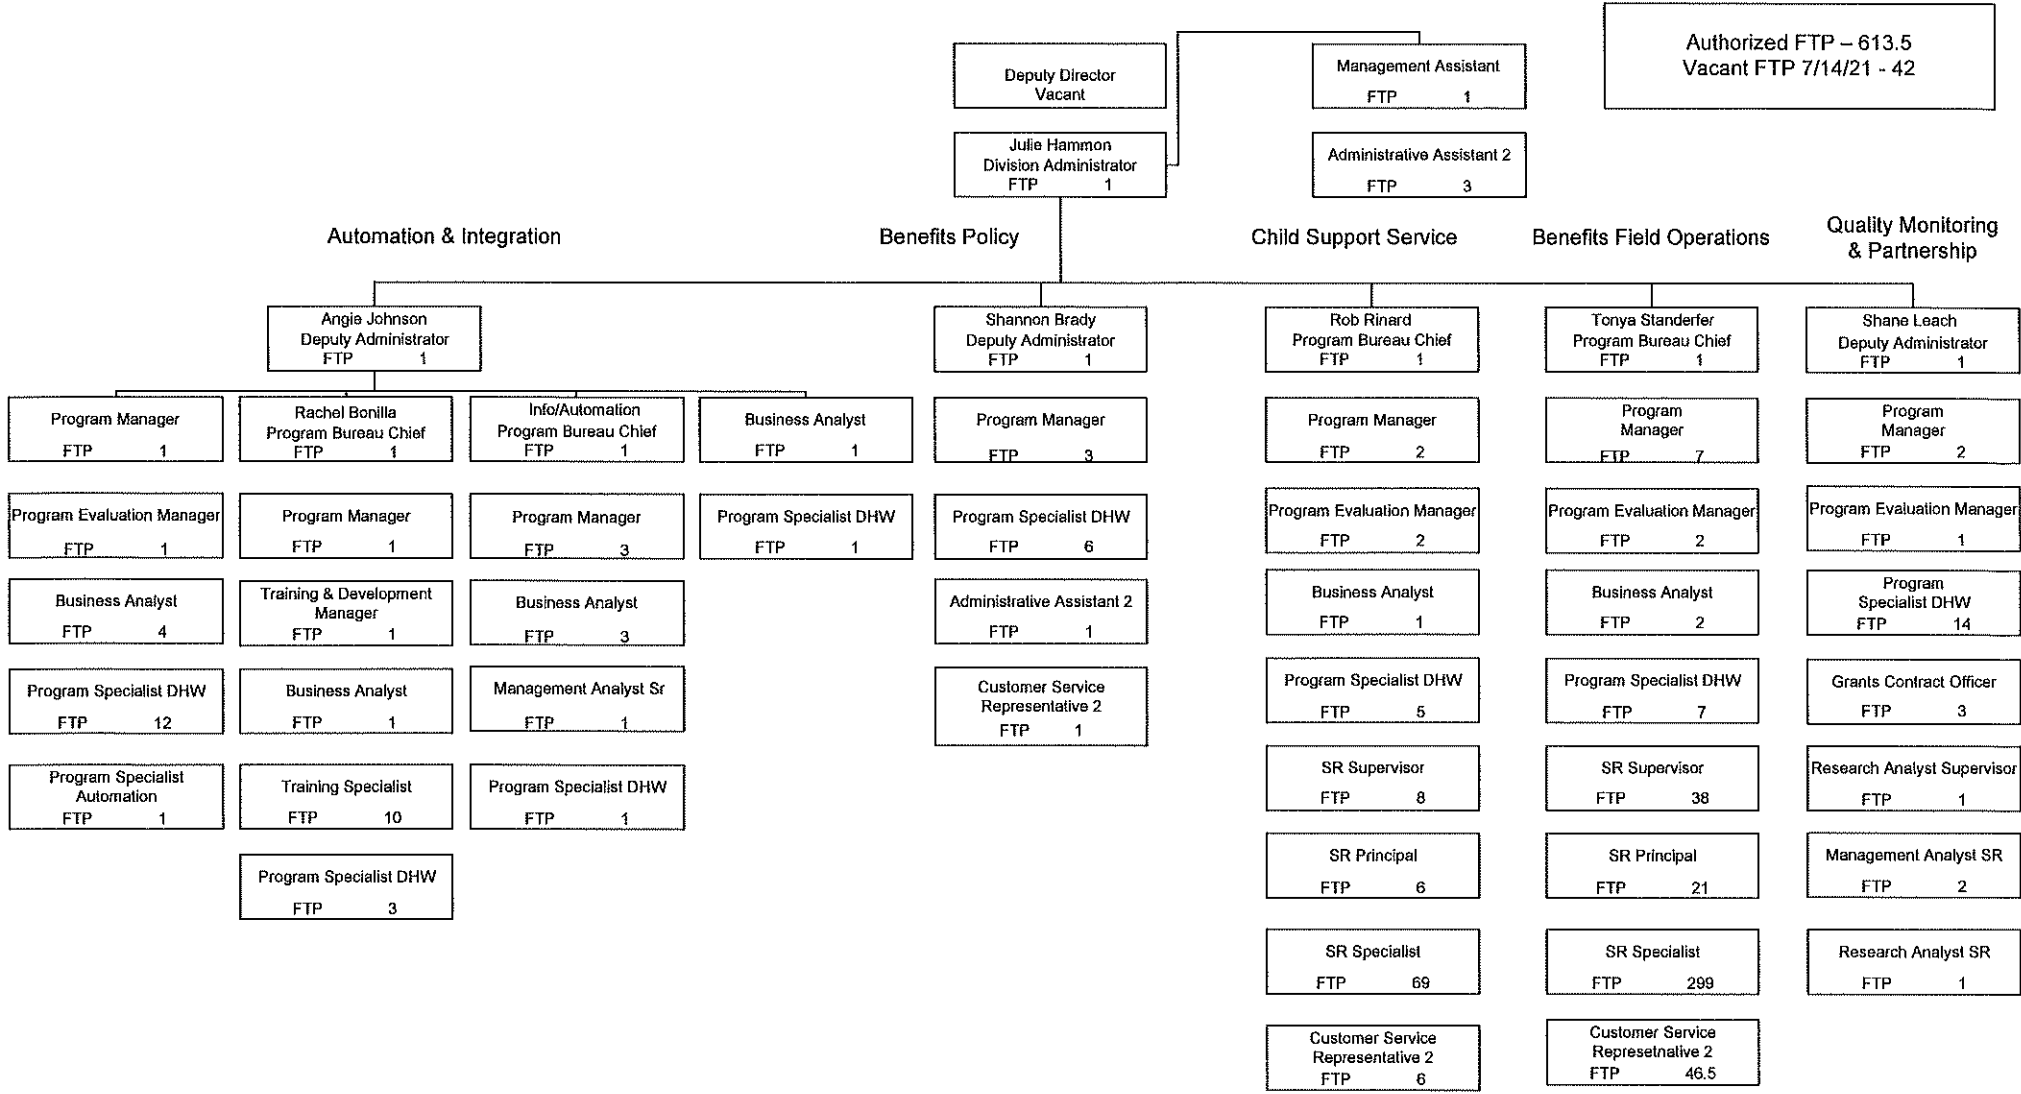 Authorized FTP – 613.5
Vacant FTP 7/14/21 - 42
Deputy Director
Vacant
Management Assistant
FTP 1
Julie Hammon
Division Administrator
FTP 1
Administrative Assistant 2
FTP 3
Automation & Integration
Benefits Policy
Child Support Service
Benefits Field Operations
Quality Monitoring
& Partnership
Angie Johnson
Deputy Administrator
FTP 1
Shannon Brady
Deputy Administrator
FTP 1
Rob Rinard
Program Bureau Chief
FTP 1
Tonya Standerfer
Program Bureau Chief
FTP 1
Shane Leach
Deputy Administrator
FTP 1
Program Manager
FTP 1
Rachel Bonilla
Program Bureau Chief
FTP 1
Info/Automation
Program Bureau Chief
FTP 1
Business Analyst
FTP 1
Program Manager
FTP 3
Program Manager
FTP 2
Program
Manager
FTP 7
Program
Manager
FTP 2
Program Evaluation Manager
FTP 1
Program Manager
FTP 1
Program Manager
FTP 3
Program Specialist DHW
FTP 1
Program Specialist DHW
FTP 6
Program Evaluation Manager
FTP 2
Program Evaluation Manager
FTP 2
Program Evaluation Manager
FTP 1
Business Analyst
FTP 4
Training & Development
Manager
FTP 1
Business Analyst
FTP 3
Administrative Assistant 2
FTP 1
Business Analyst
FTP 1
Business Analyst
FTP 2
Program
Specialist DHW
FTP 14
Program Specialist DHW
FTP 12
Business Analyst
FTP 1
Management Analyst Sr
FTP 1
Customer Service
Representative 2
FTP 1
Program Specialist DHW
FTP 5
Program Specialist DHW
FTP 7
Grants Contract Officer
FTP 3
Program Specialist
Automation
FTP 1
Training Specialist
FTP 10
Program Specialist DHW
FTP 1
SR Supervisor
FTP 8
SR Supervisor
FTP 38
Research Analyst Supervisor
FTP 1
Program Specialist DHW
FTP 3
SR Principal
FTP 6
SR Principal
FTP 21
Management Analyst SR
FTP 2
SR Specialist
FTP 69
SR Specialist
FTP 299
Research Analyst SR
FTP 1
Customer Service
Representative 2
FTP 6
Customer Service
Represetnative 2
FTP 46.5